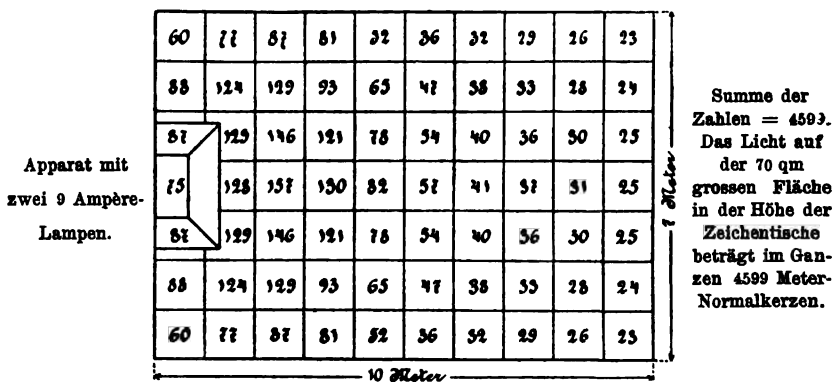 60 77 87 81 52 36 32 29 26 23
88 124 129 93 65 47 38 33 28 24
87 129 146 121 78 54 40 36 30 25
75 128 157 130 82 57 41 37 31 25
87 129 146 121 78 54 40 36 30 25
88 124 129 93 65 47 38 33 28 24
60 77 87 81 52 36 32 29 26 23
10 Meter
7 Meter
Apparat mit
zwei 9 Ampère-
Lampen.
Summe der
Zahlen = 4599.
Das Licht auf
der 70 qm
grossen Fläche
in der Höhe der
Zeichentische
beträgt im Gan-
zen 4599 Meter-
Normalkerzen.